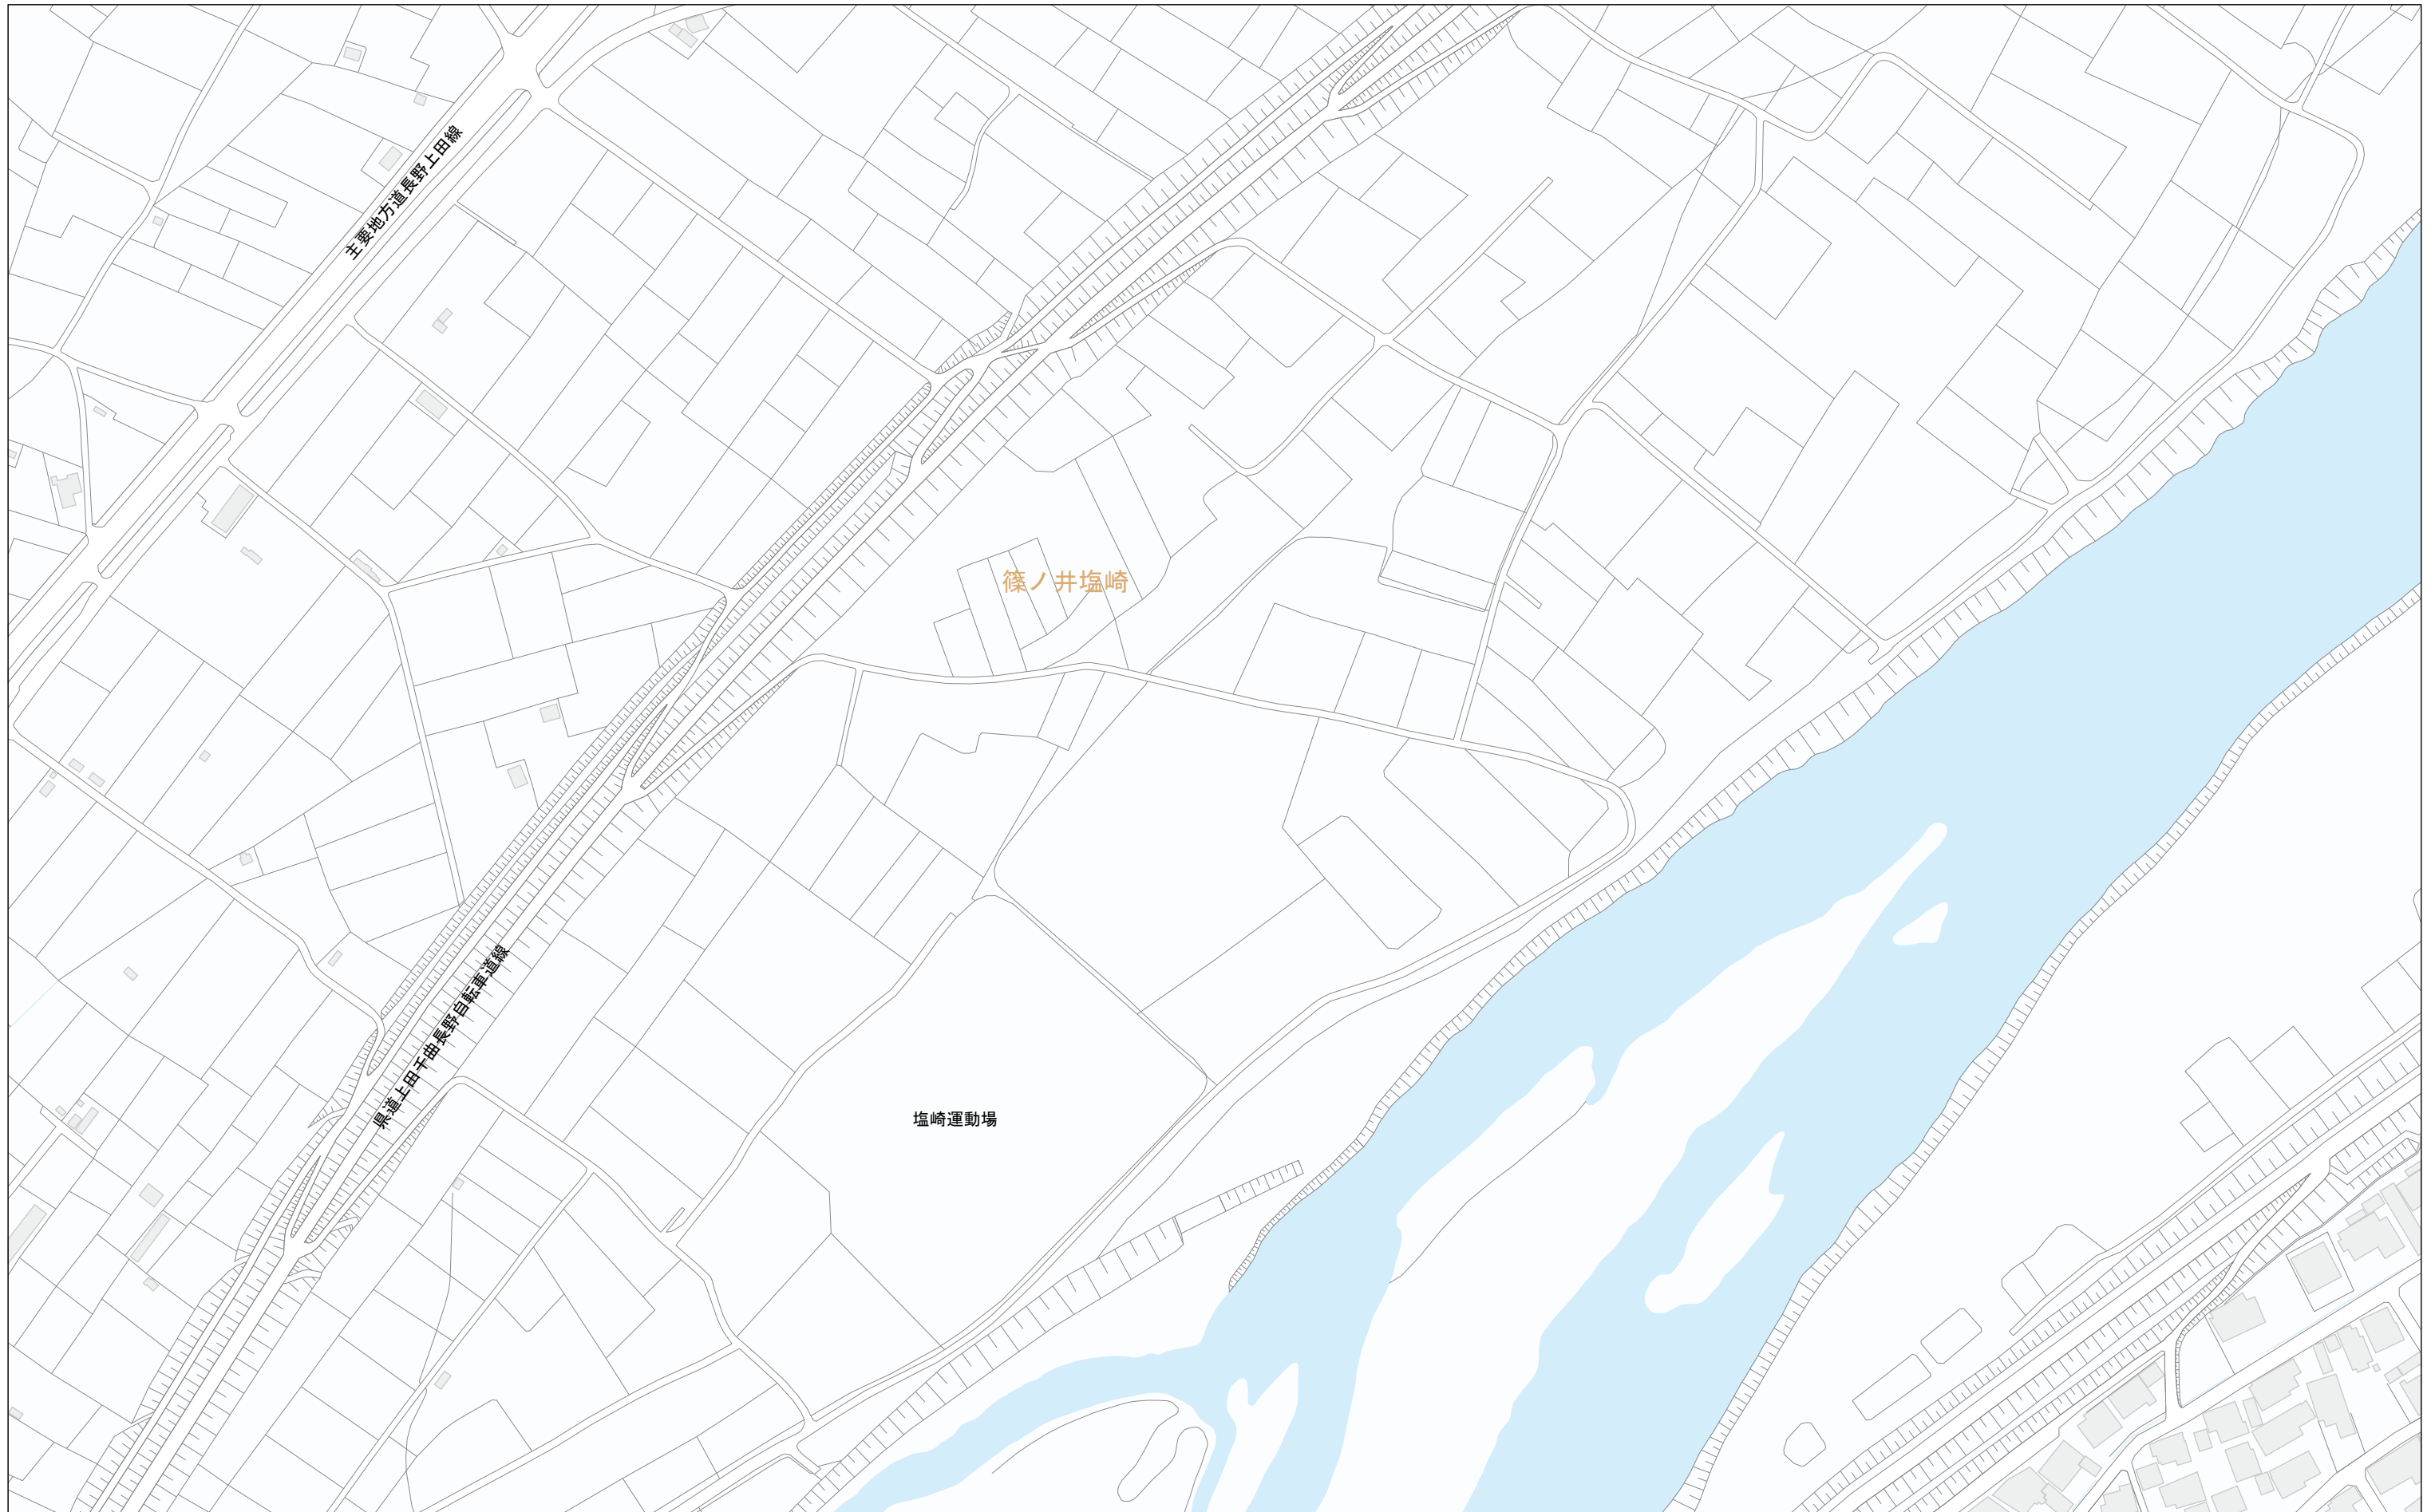 主要地方道長野上田線
篠ノ井塩崎
県道上田千曲長野自転車道線
塩崎運動場